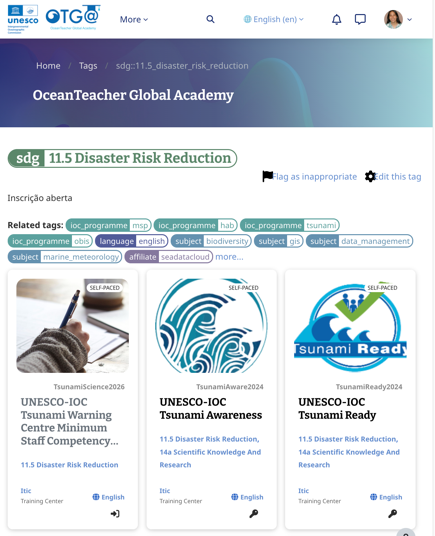 unesco
OTG@
OceanTeacher Global Academy
More
English (en)
Home / Tags / sdg::11.5_disaster_risk_reduction
OceanTeacher Global Academy
sdg 11.5 Disaster Risk Reduction
Flag as inappropriate
Edit this tag
Inscrição aberta
Related tags: ioc_programme msp ioc_programme hab ioc_programme tsunami
ioc_programme obis language english subject biodiversity subject gis subject data_management
subject marine_meteorology affiliate seadatacloud more...
SELF-PACED
TsunamiScience2026
UNESCO-IOC
Tsunami Warning
Centre Minimum
Staff Competency...
11.5 Disaster Risk Reduction
Itic
Training Center
English
SELF-PACED
TsunamiAware2024
UNESCO-IOC
Tsunami Awareness
11.5 Disaster Risk Reduction,
14a Scientific Knowledge And
Research
Itic
Training Center
English
SELF-PACED
Tsunami Ready
TsunamiReady2024
UNESCO-IOC
Tsunami Ready
11.5 Disaster Risk Reduction,
14a Scientific Knowledge And
Research
Itic
Training Center
English